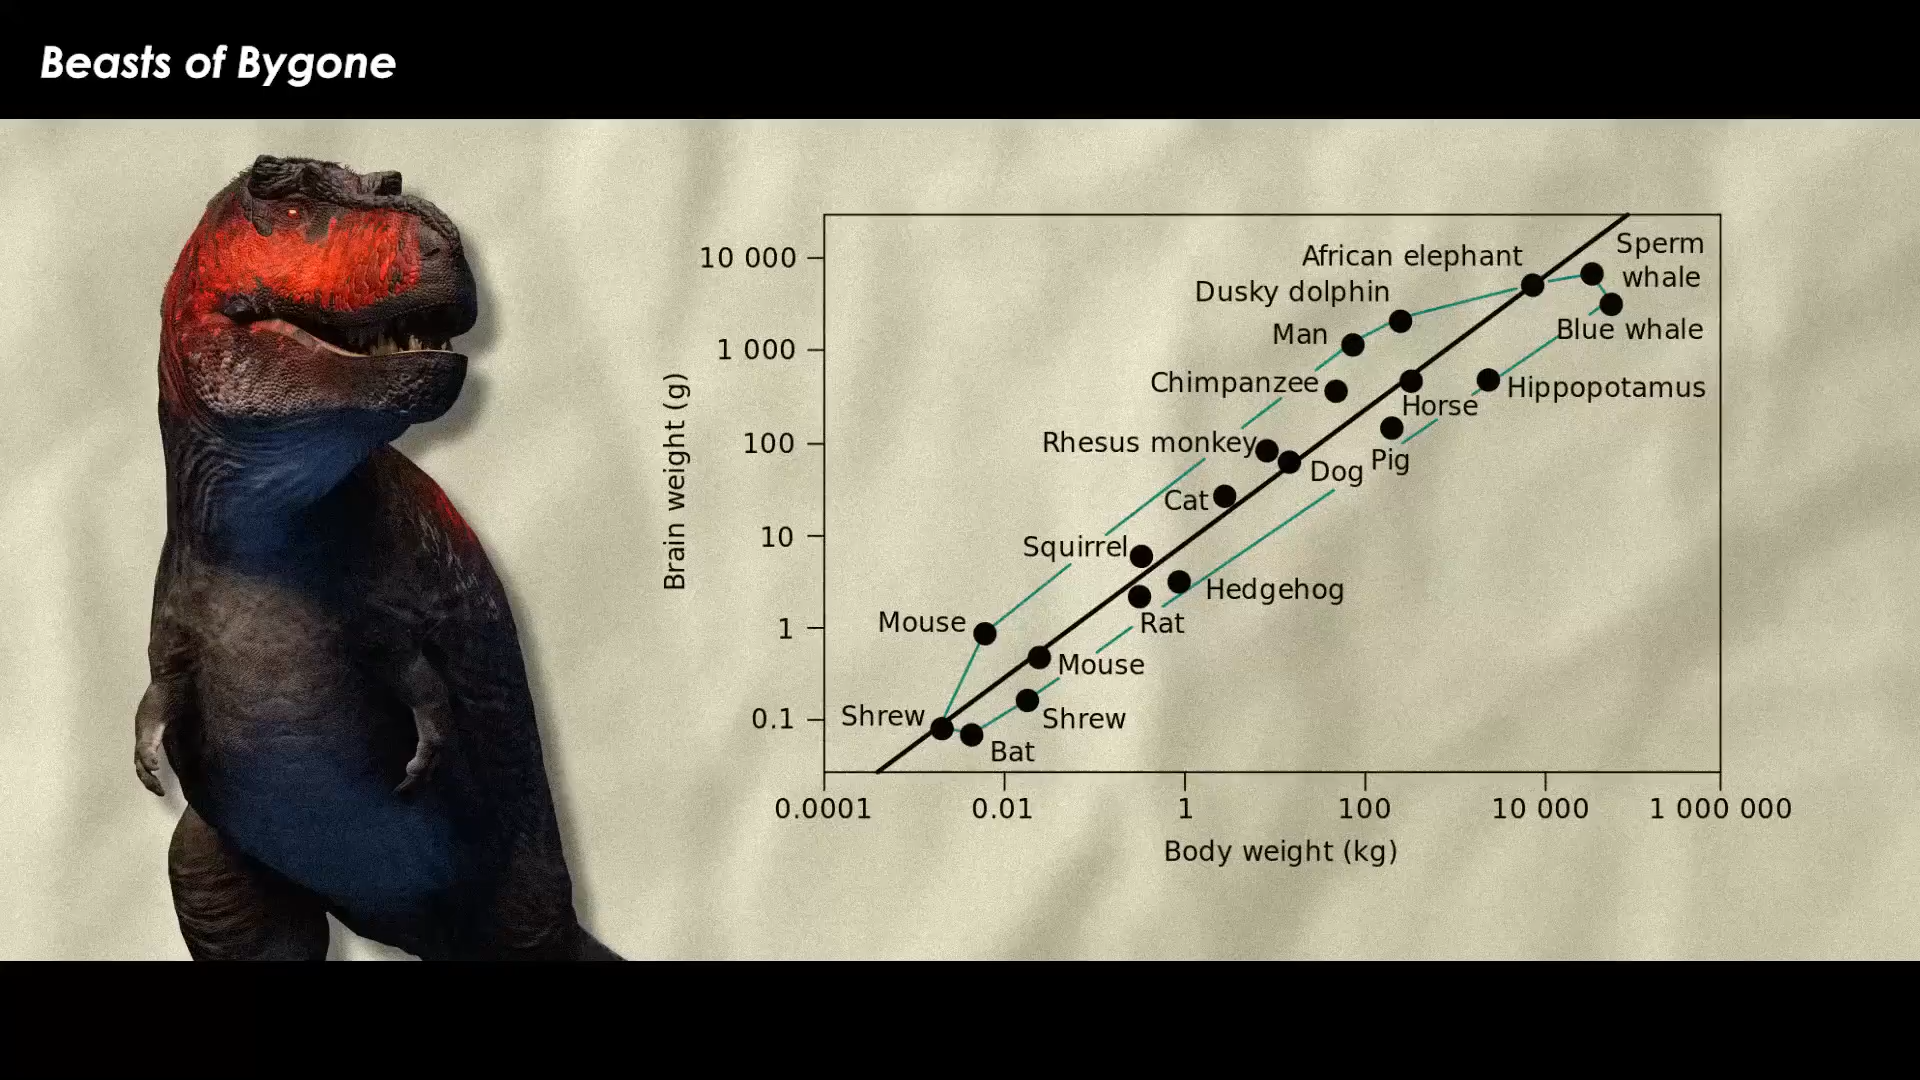 Beasts of Bygone
Brain weight (g)
10 000
1 000
100
10
1
0.1
African elephant
Sperm
whale
Dusky dolphin
Man
Blue whale
Chimpanzee
Hippopotamus
Horse
Rhesus monkey
Pig
Dog
Cat
Squirrel
Hedgehog
Mouse
Rat
Mouse
Shrew
Shrew
Bat
0.0001
0.01
1
100
10 000
1 000 000
Body weight (kg)